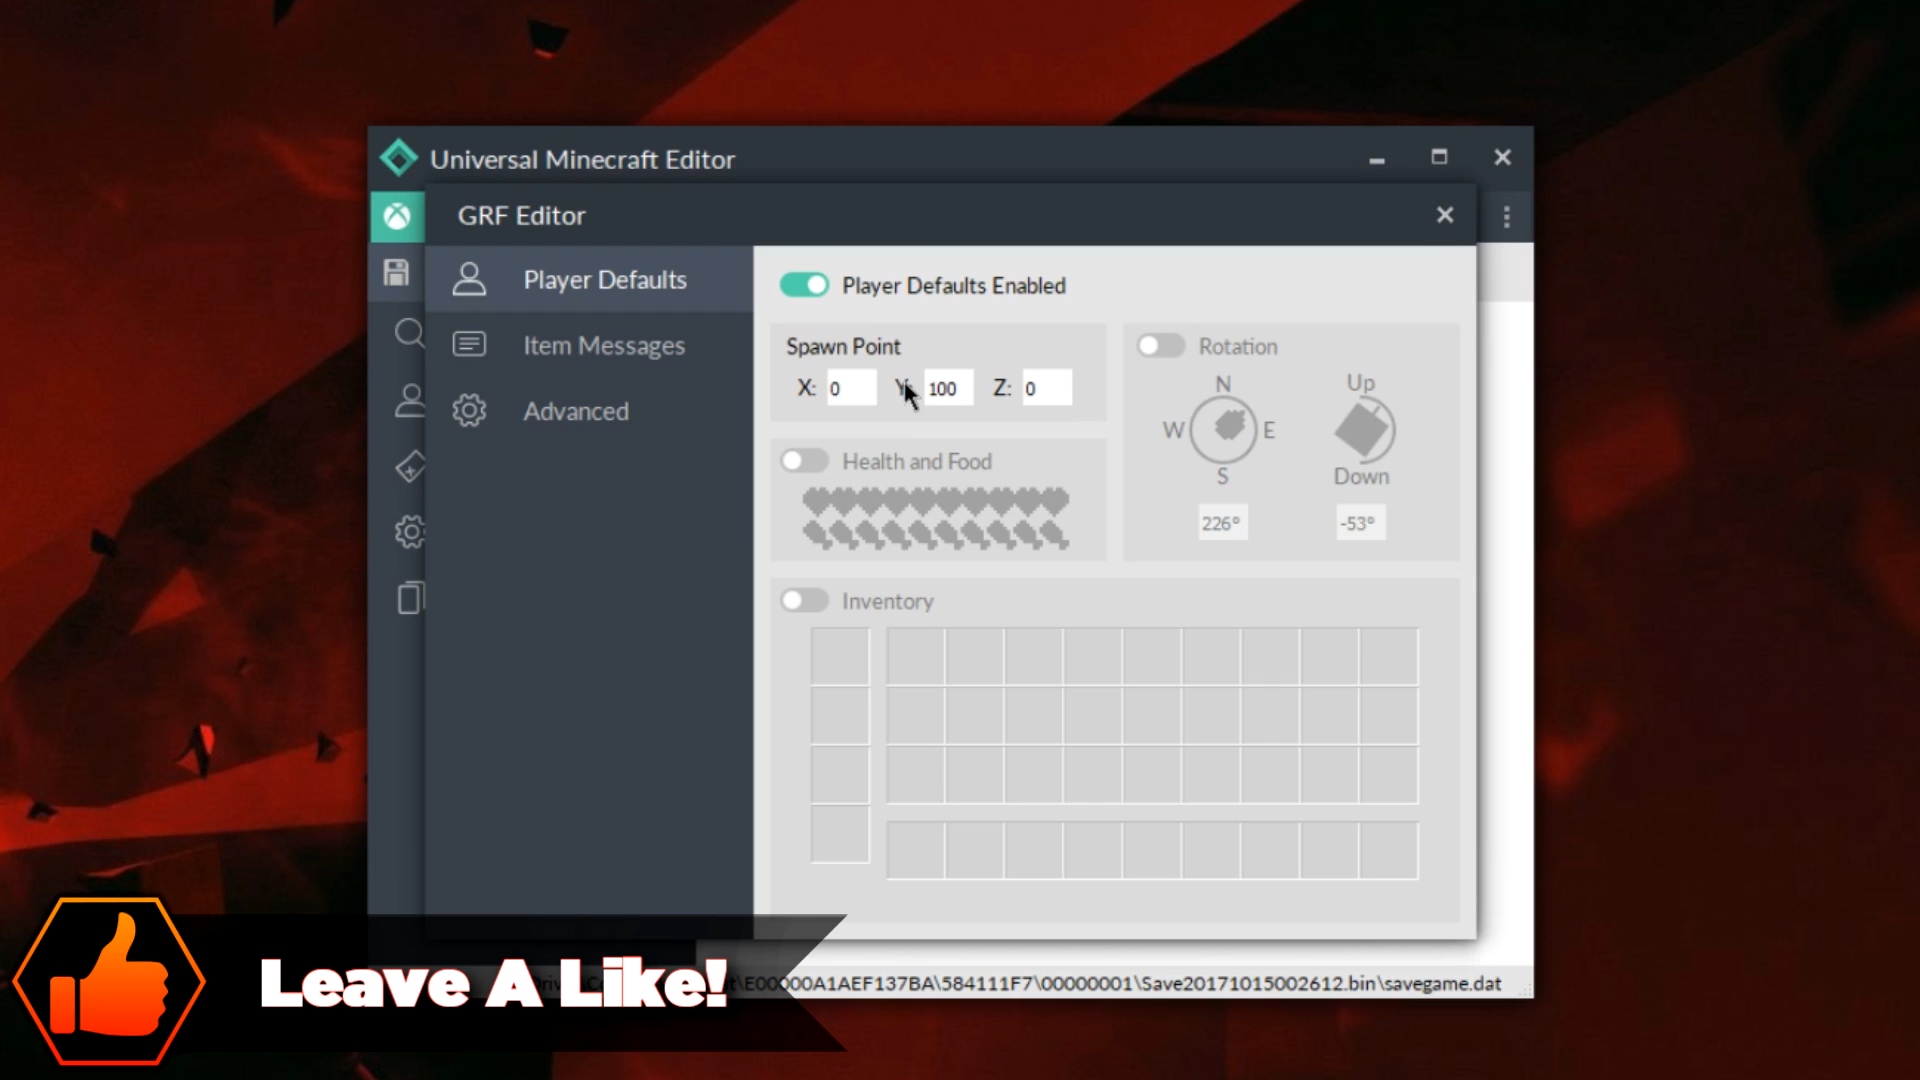 Universal Minecraft Editor
GRF Editor
Player Defaults
Item Messages
Advanced
Player Defaults Enabled
Spawn Point
X: 0 Y: 100 Z: 0
Rotation
N
W E
S
226°
Up
Down
-53°
Health and Food
Inventory
\E00000A1AEF137BA\584111F7\00000001\Save20171015002612.bin\savegame.dat
Leave A Like!